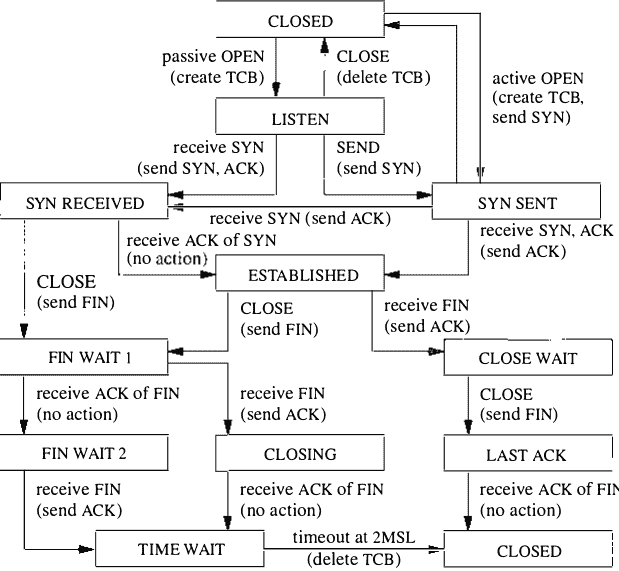 CLOSED
passive OPEN
(create TCB)
CLOSE
(delete TCB)
active OPEN
(create TCB,
send SYN)
LISTEN
receive SYN
(send SYN, ACK)
SEND
(send SYN)
SYN RECEIVED
SYN SENT
receive SYN (send ACK)
receive ACK of SYN
(no action)
receive SYN, ACK
(send ACK)
ESTABLISHED
CLOSE
(send FIN)
CLOSE
(send FIN)
receive FIN
(send ACK)
FIN WAIT 1
CLOSE WAIT
receive ACK of FIN
(no action)
receive FIN
(send ACK)
CLOSE
(send FIN)
FIN WAIT 2
CLOSING
LAST ACK
receive FIN
(send ACK)
receive ACK of FIN
(no action)
receive ACK of FIN
(no action)
TIME WAIT
timeout at 2MSL
(delete TCB)
CLOSED